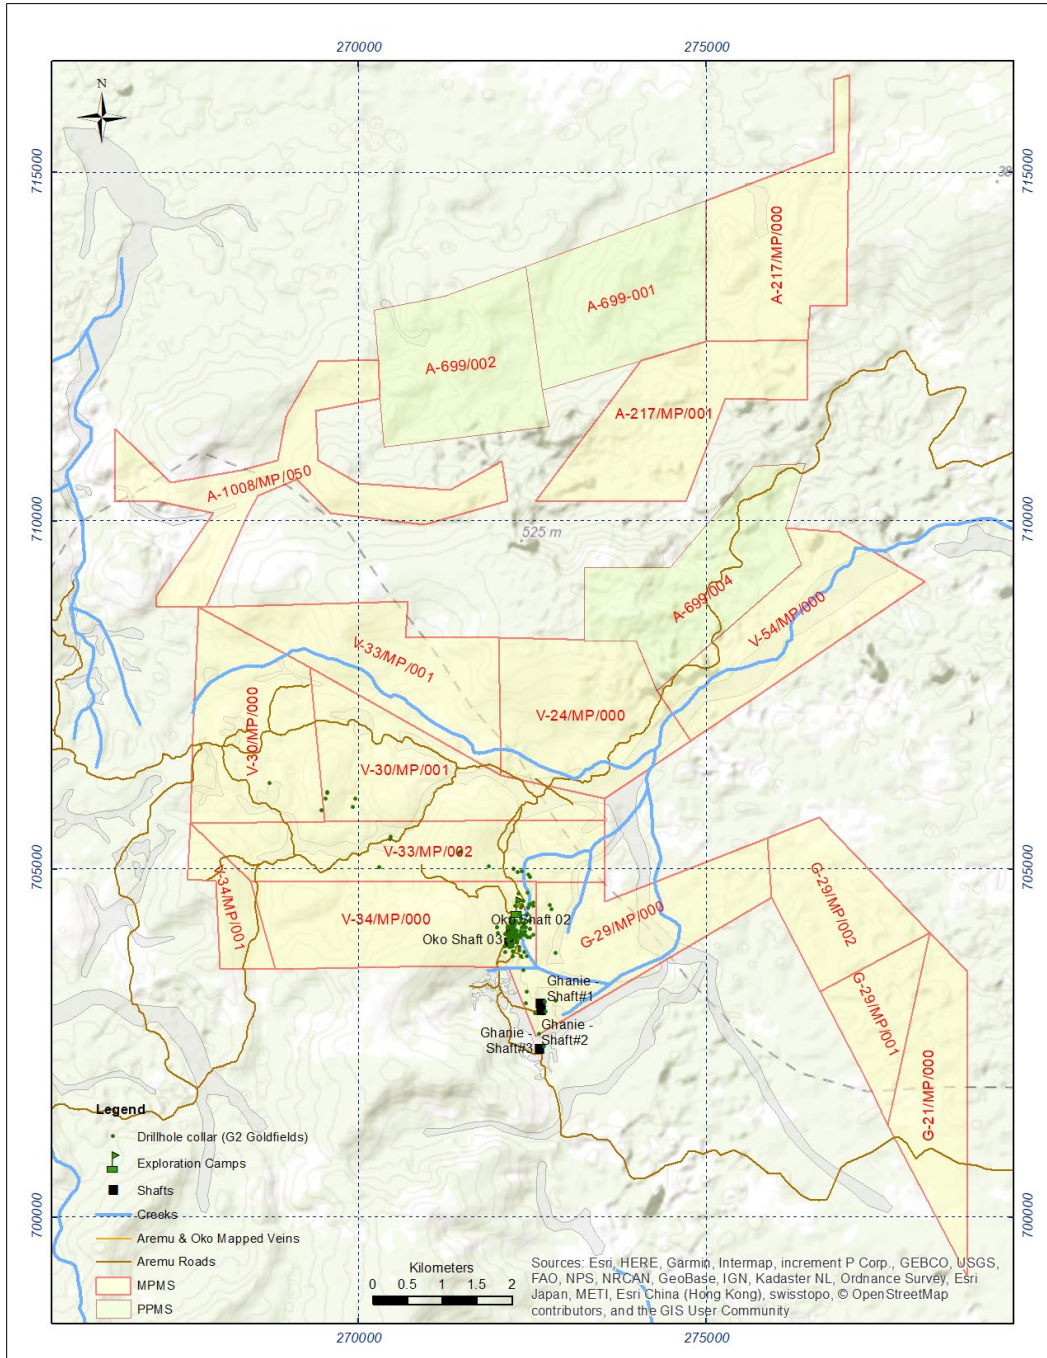 270000
275000
N
715000
715000
38
A-217/MP/000
A-699-001
A-699/002
A-217/MP/001
A-1008/MP/050
710000
710000
525 m
A-699/004
V-54/MP/000
V-33/MP/001
V-24/MP/000
V-30/MP/000
V-30/MP/001
V-33/MP/002
705000
705000
V-34/MP/001
V-34/MP/000
Oko Shaft 02
Oko Shaft 03
G-29/MP/000
G-29/MP/002
Ghanie -
Shaft#1
Ghanie -
Shaft#2
Ghanie -
Shaft#3
G-29/MP/001
G-21/MP/000
Legend
Drillhole collar (G2 Goldfields)
Exploration Camps
Shafts
Creeks
Aremu & Oko Mapped Veins
Aremu Roads
MPMS
PPMS
700000
700000
Kilometers
0 0.5 1 1.5 2
Sources: Esri, HERE, Garmin, Intermap, increment P Corp., GEBCO, USGS,
FAO, NPS, NRCAN, GeoBase, IGN, Kadaster NL, Ordnance Survey, Esri
Japan, METI, Esri China (Hong Kong), swisstopo, © OpenStreetMap
contributors, and the GIS User Community
270000
275000